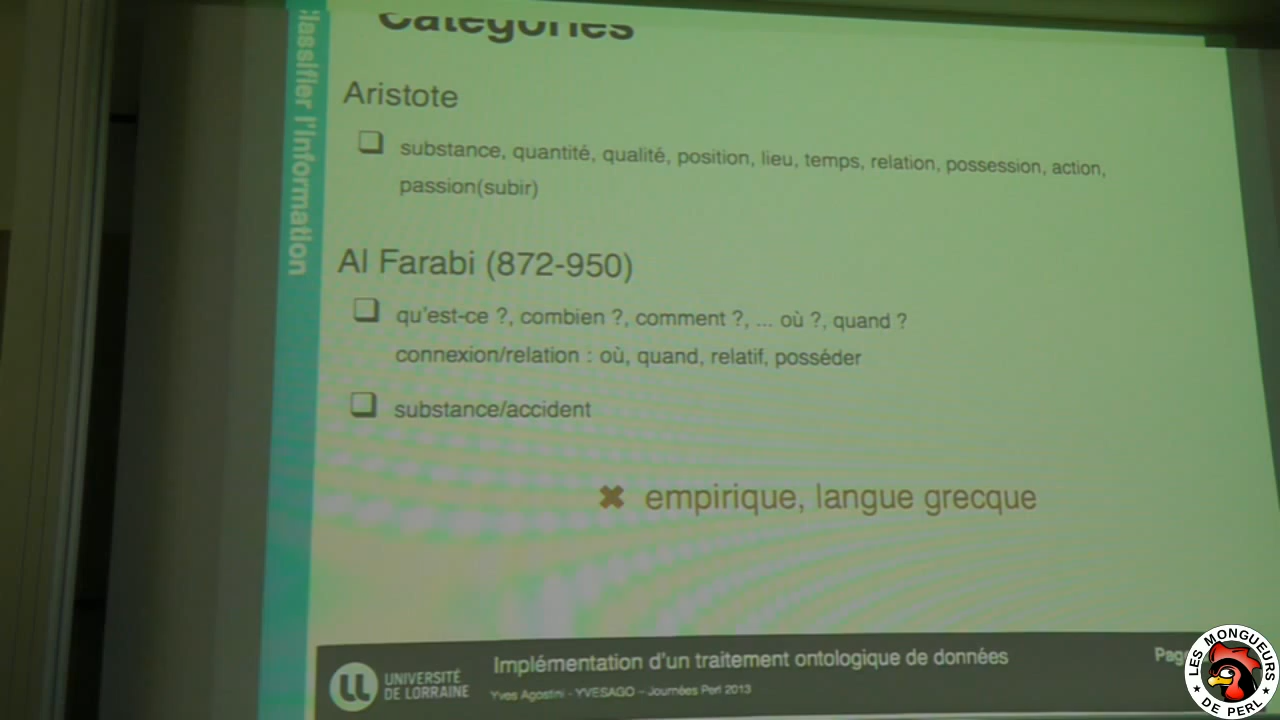 Catégories
Classifier l'information
Aristote
substance, quantité, qualité, position, lieu, temps, relation, possession, action,
passion(subir)
Al Farabi (872-950)
qu'est-ce ?, combien ?, comment ?, ... où ?, quand ?
connexion/relation : où, quand, relatif, posséder
substance/accident
✖ empirique, langue grecque
UNIVERSITÉ
DE LORRAINE
Implémentation d'un traitement ontologique de données
Yves Agostini - YVESAGO – Journées Perl 2013
LES MONGUEURS
★ DE PERL ★